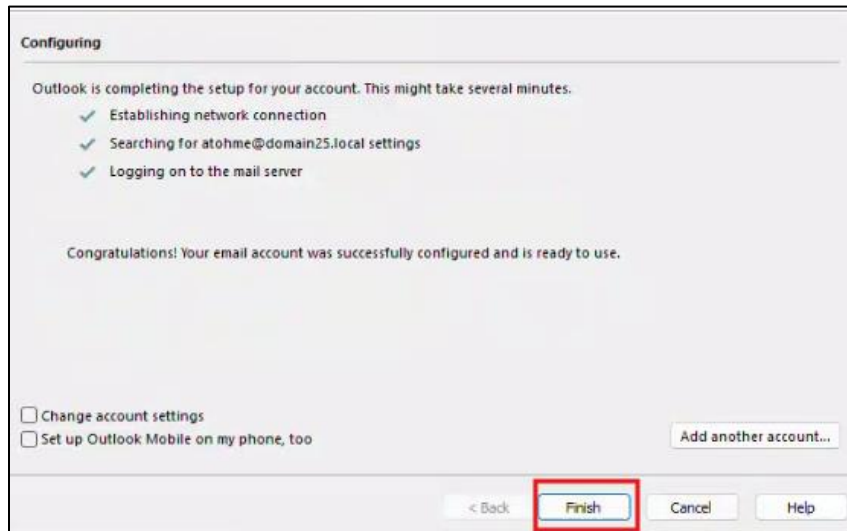 Configuring
Outlook is completing the setup for your account. This might take several minutes.
Establishing network connection
Searching for atohme@domain25.local settings
Logging on to the mail server
Congratulations! Your email account was successfully configured and is ready to use.
Change account settings
Set up Outlook Mobile on my phone, too
Add another account...
< Back Finish Cancel Help